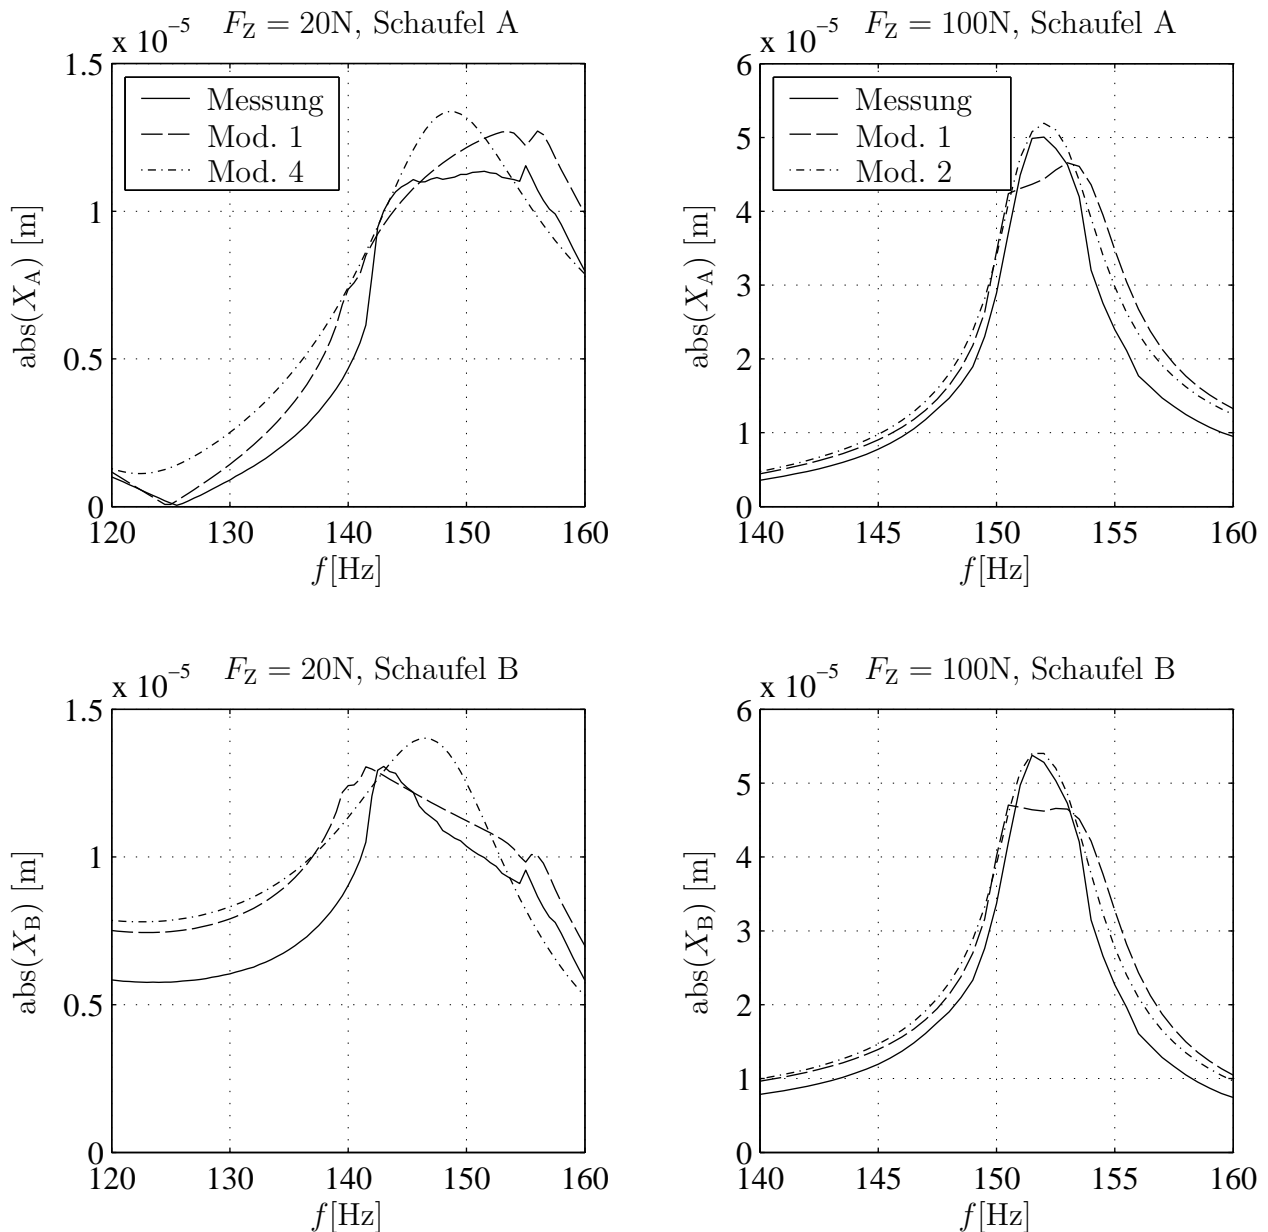 x 10⁻⁵ F_Z = 20N, Schaufel A
1.5
1
0.5
0
abs(X_A) [m]
Messung
Mod. 1
Mod. 4
120 130 140 150 160
f[Hz]
x 10⁻⁵ F_Z = 100N, Schaufel A
6
5
4
3
2
1
0
abs(X_A) [m]
Messung
Mod. 1
Mod. 2
140 145 150 155 160
f[Hz]
x 10⁻⁵ F_Z = 20N, Schaufel B
1.5
1
0.5
0
abs(X_B) [m]
120 130 140 150 160
f[Hz]
x 10⁻⁵ F_Z = 100N, Schaufel B
6
5
4
3
2
1
0
abs(X_B) [m]
140 145 150 155 160
f[Hz]